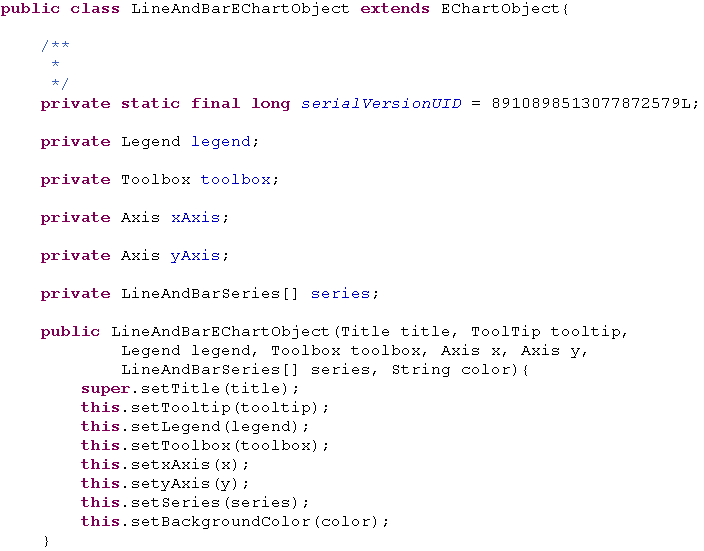 public class LineAndBarEChartObject extends EChartObject{
/**
*
*/
private static final long serialVersionUID = 8910898513077872579L;
private Legend legend;
private Toolbox toolbox;
private Axis xAxis;
private Axis yAxis;
private LineAndBarSeries[] series;
public LineAndBarEChartObject(Title title, ToolTip tooltip,
Legend legend, Toolbox toolbox, Axis x, Axis y,
LineAndBarSeries[] series, String color){
super.setTitle(title);
this.setTooltip(tooltip);
this.setLegend(legend);
this.setToolbox(toolbox);
this.setxAxis(x);
this.setyAxis(y);
this.setSeries(series);
this.setBackgroundColor(color);
}